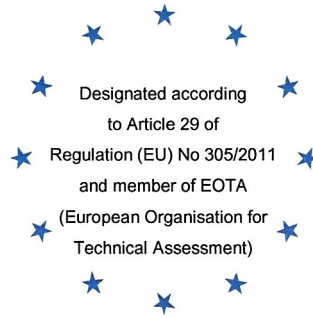 Designated according
to Article 29 of
Regulation (EU) No 305/2011
and member of EOTA
(European Organisation for
Technical Assessment)